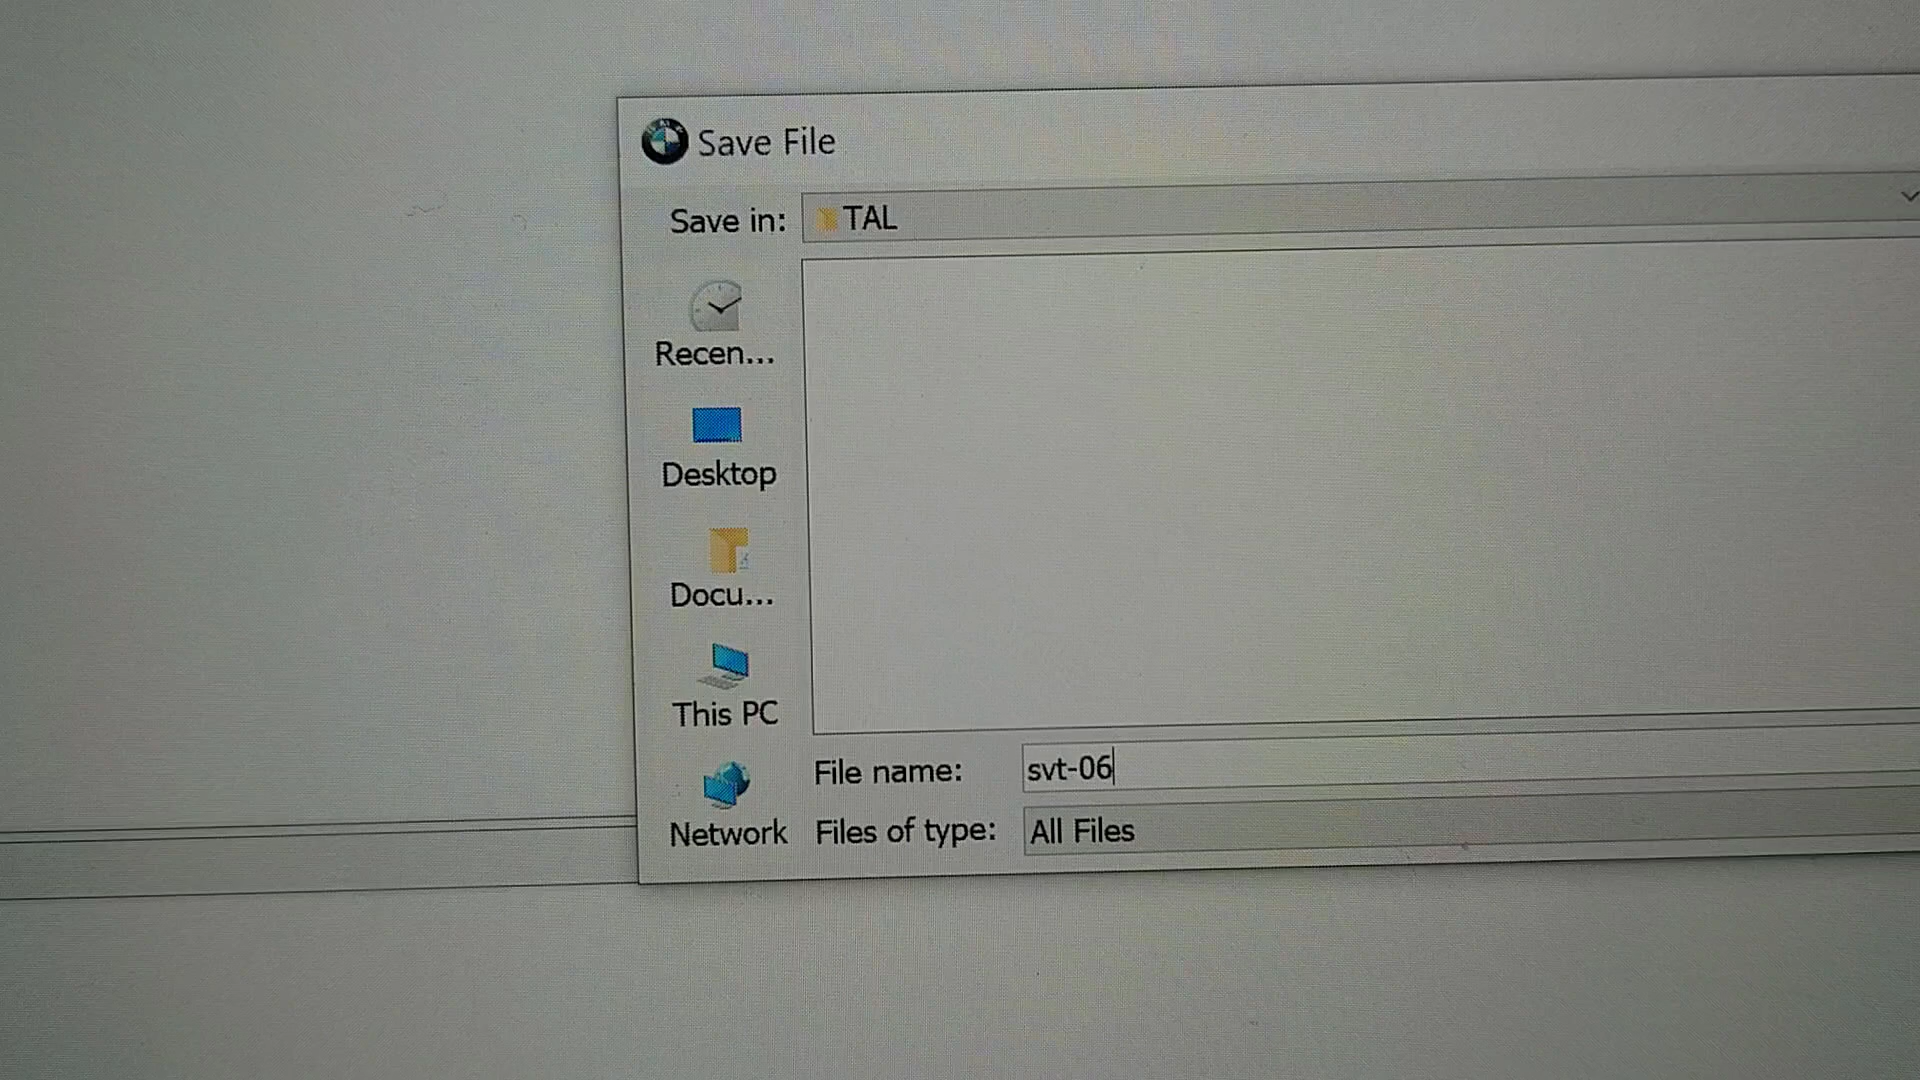 Save File
Save in: TAL
Recen...
Desktop
Docu...
This PC
Network
File name: svt-06
Files of type: All Files